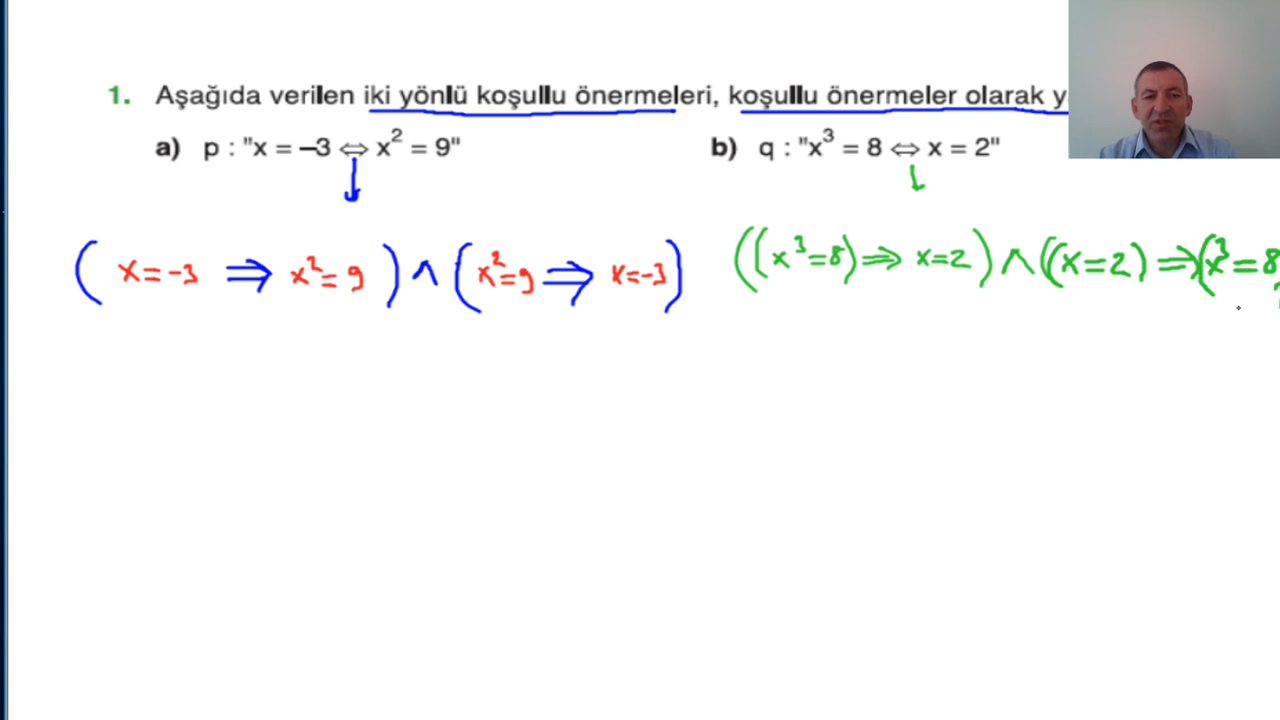 1. Aşağıda verilen iki yönlü koşullu önermeleri, koşullu önermeler olarak y
a) p : "x = –3 ⇔ x² = 9"
b) q : "x³ = 8 ⇔ x = 2"
( x = -3 ⇒ x² = 9 ) ∧ ( x² = 9 ⇒ x = -3 )
((x³ = 8) ⇒ x = 2) ∧ ((x = 2) ⇒ (x³ = 8